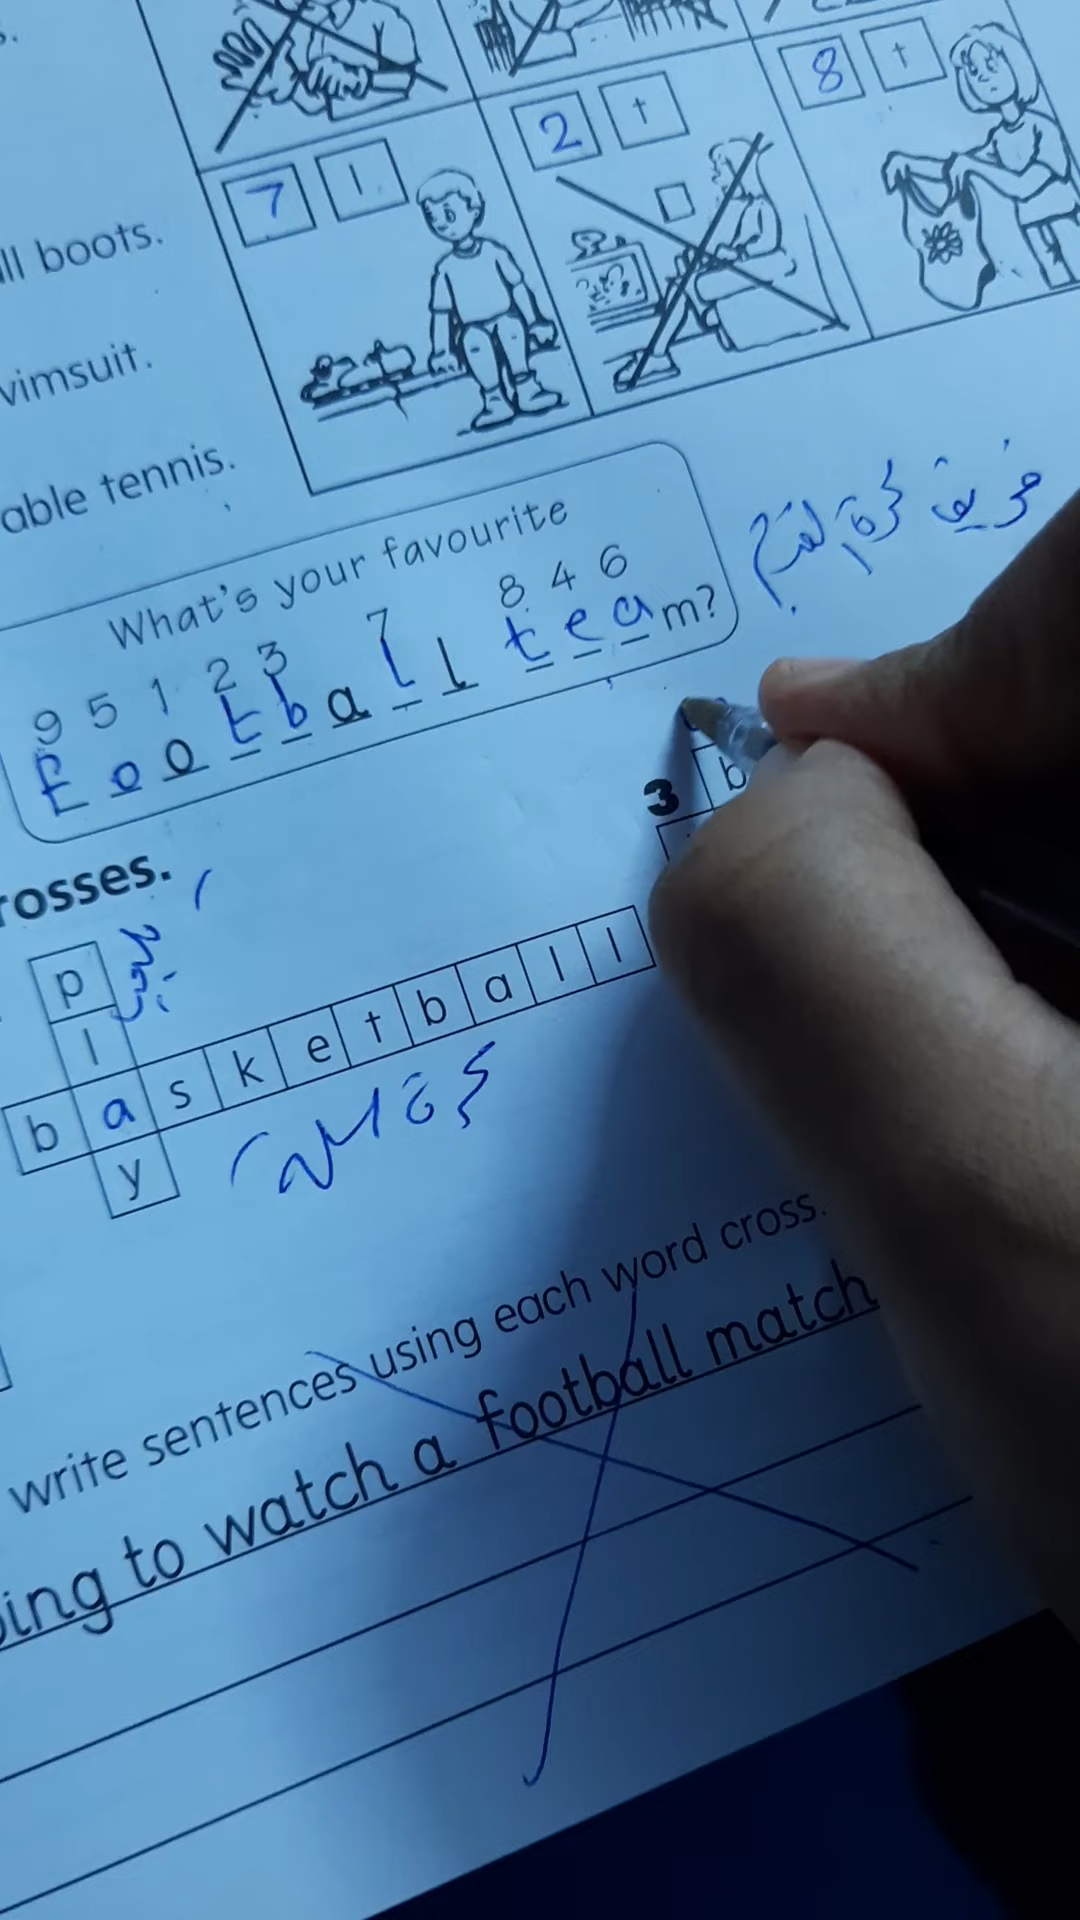 8 t
2 t
7 l
ll boots.
vimsuit.
able tennis.
What's your favourite
9 5 1 2 3 7 8 4 6
football team?
فريق كرة القدم
rosses.
3
b
p
l
basketball
y
يلعب
كرة السلة
write sentences using each word cross.
ing to watch a football match